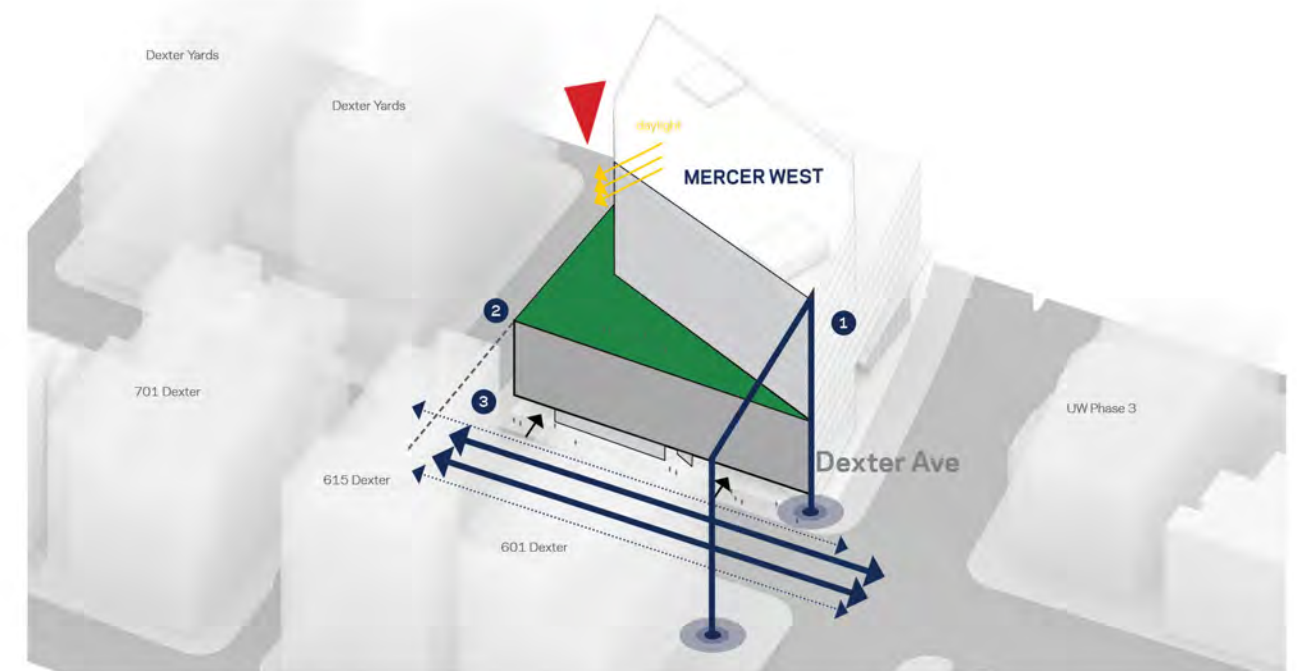 Dexter Yards
Dexter Yards
daylight
MERCER WEST
2
1
701 Dexter
3
UW Phase 3
Dexter Ave
615 Dexter
601 Dexter